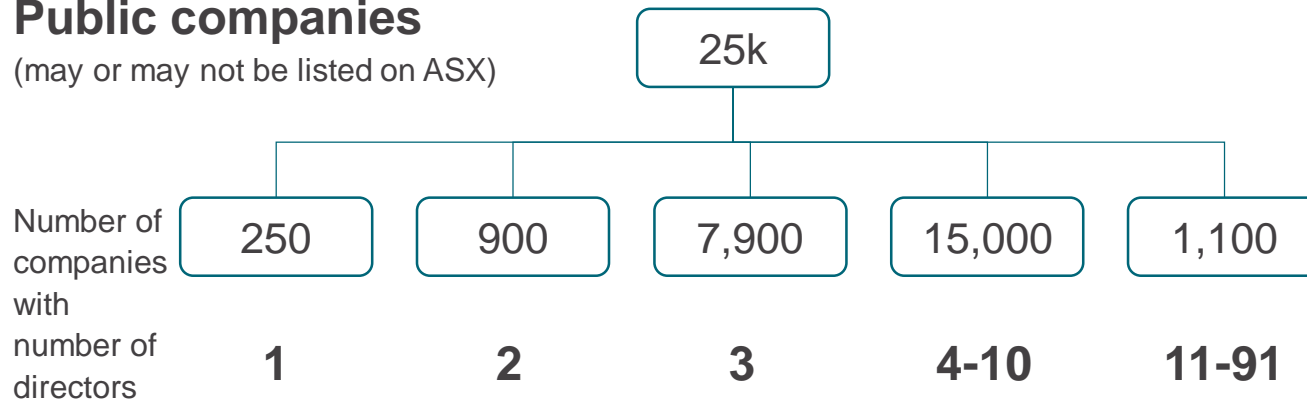 Public companies
(may or may not be listed on ASX)
25k
Number of
companies
with
number of
directors
250
900
7,900
15,000
1,100
1
2
3
4-10
11-91